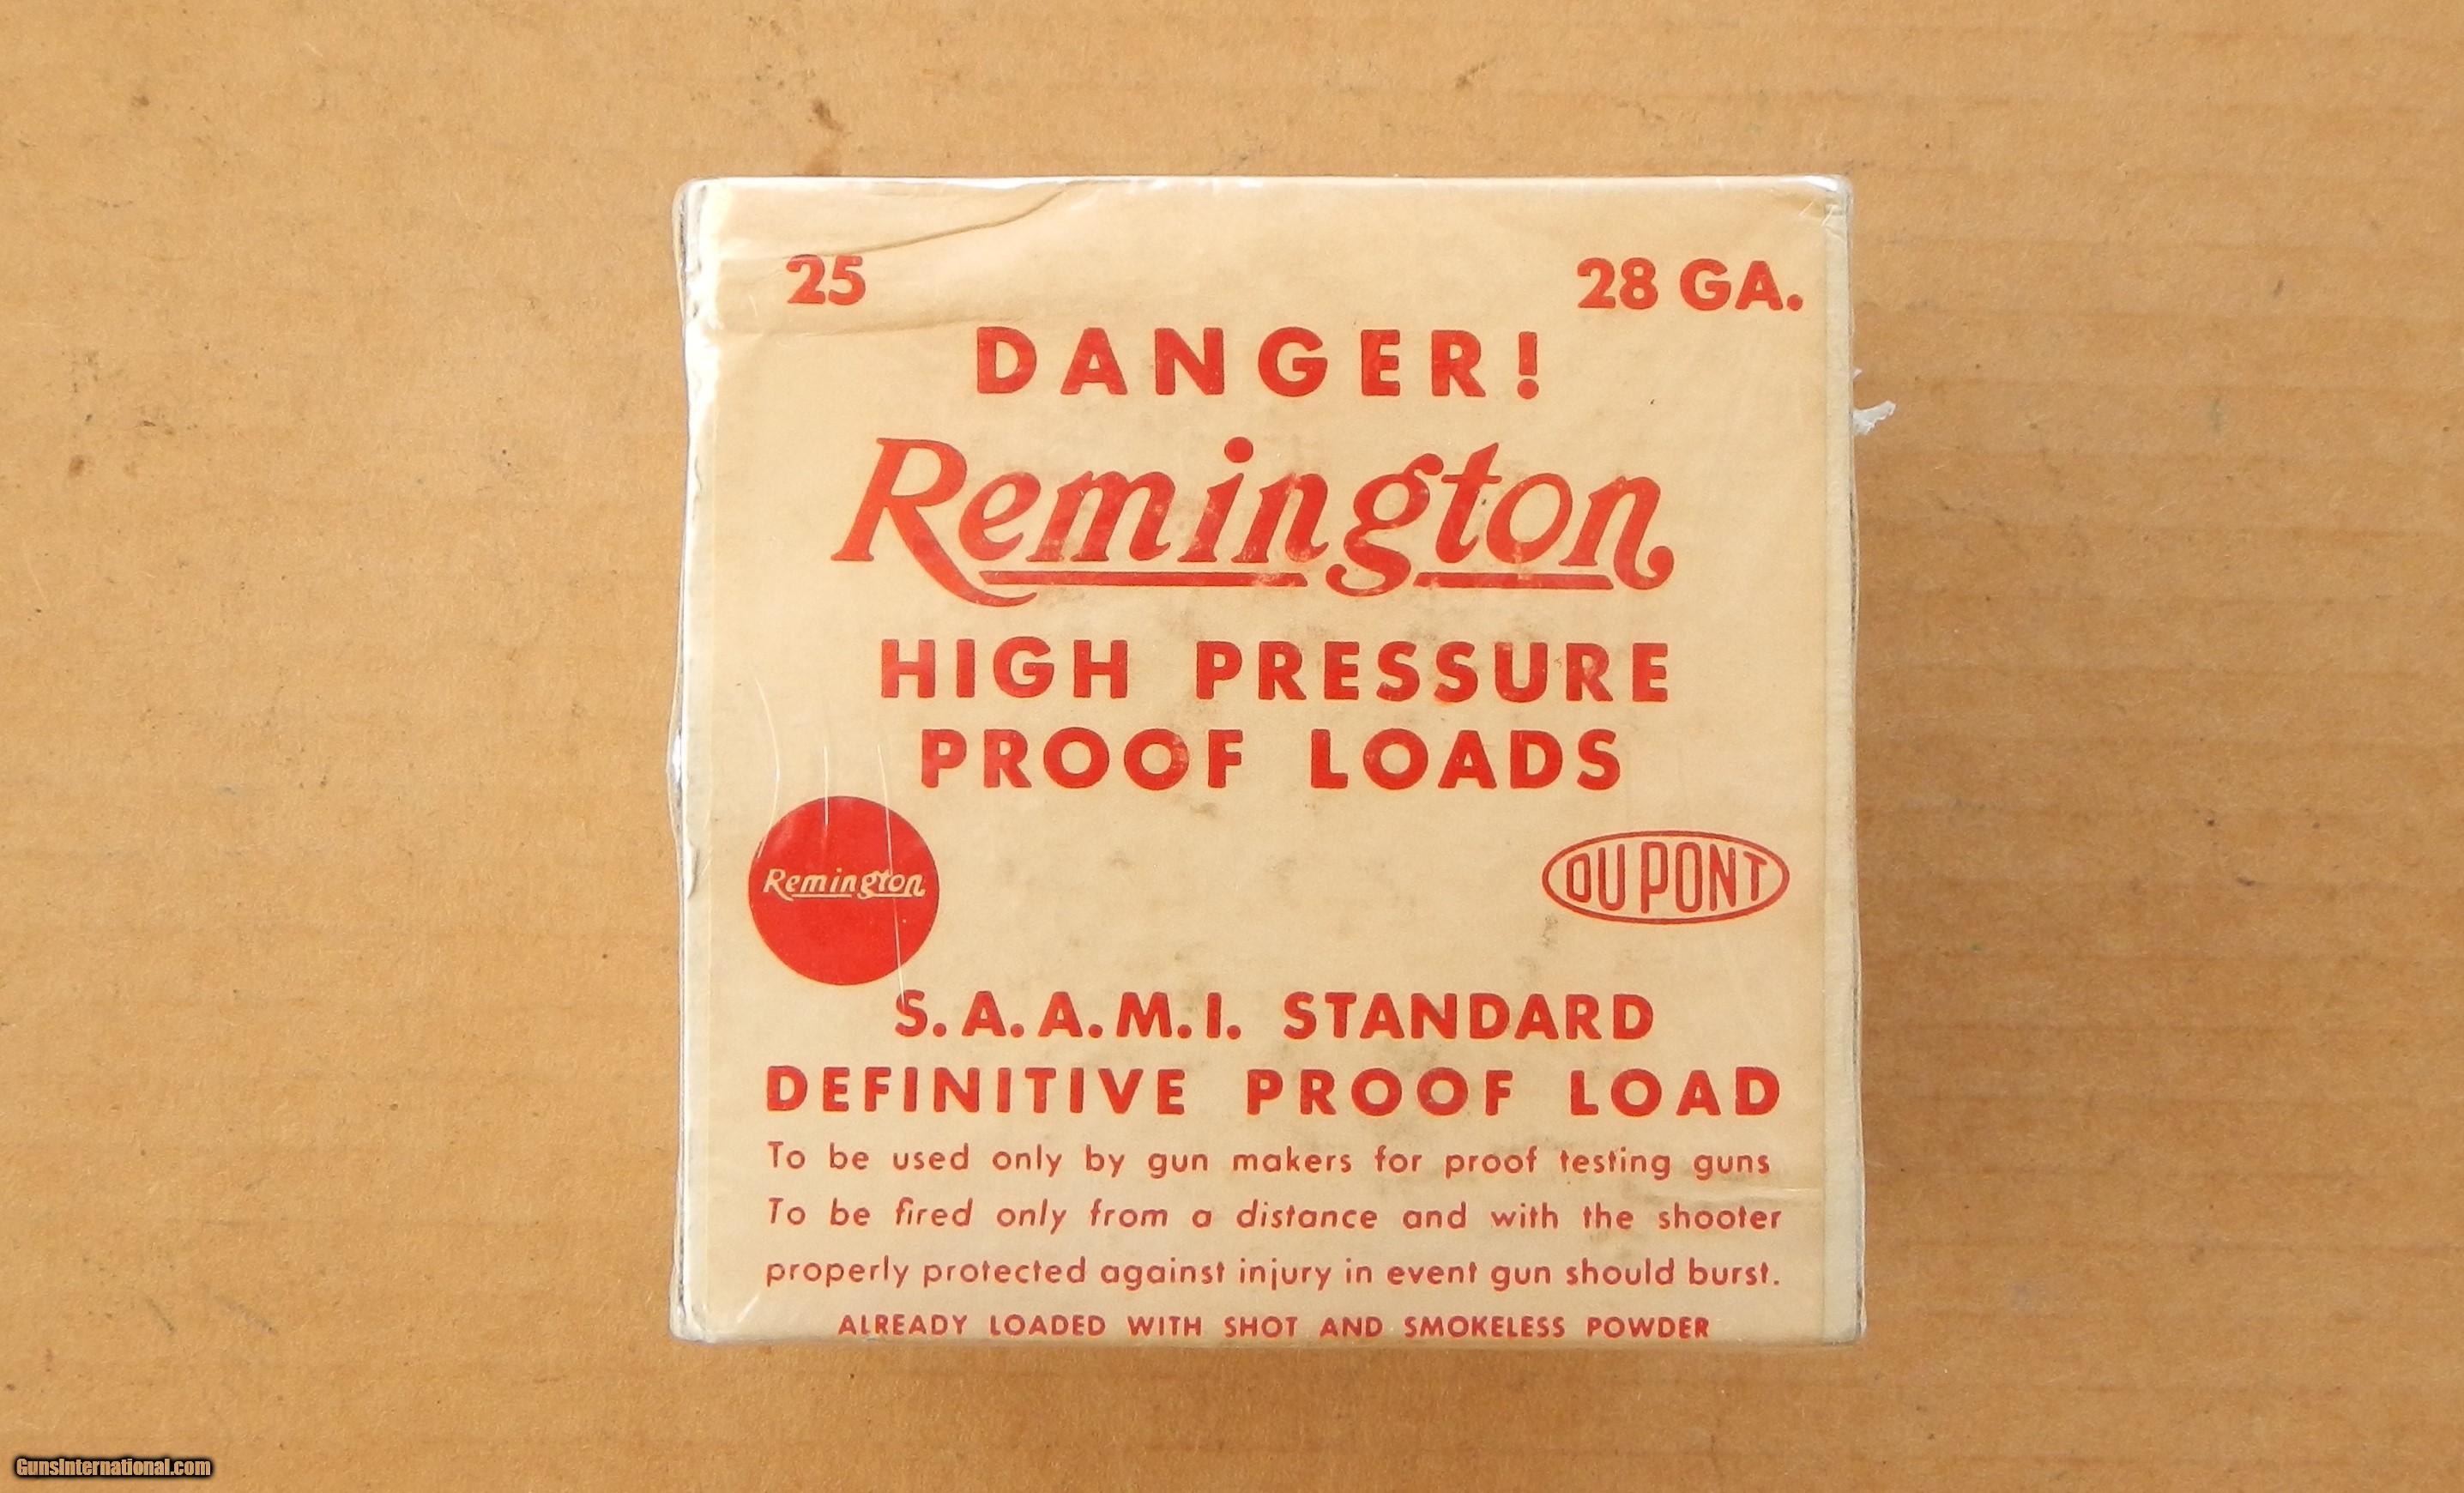 25 28 GA.
DANGER!
Remington
HIGH PRESSURE
PROOF LOADS
Remington
DU PONT
S.A.A.M.I. STANDARD
DEFINITIVE PROOF LOAD
To be used only by gun makers for proof testing guns
To be fired only from a distance and with the shooter
properly protected against injury in event gun should burst.
ALREADY LOADED WITH SHOT AND SMOKELESS POWDER
GunsInternational.com